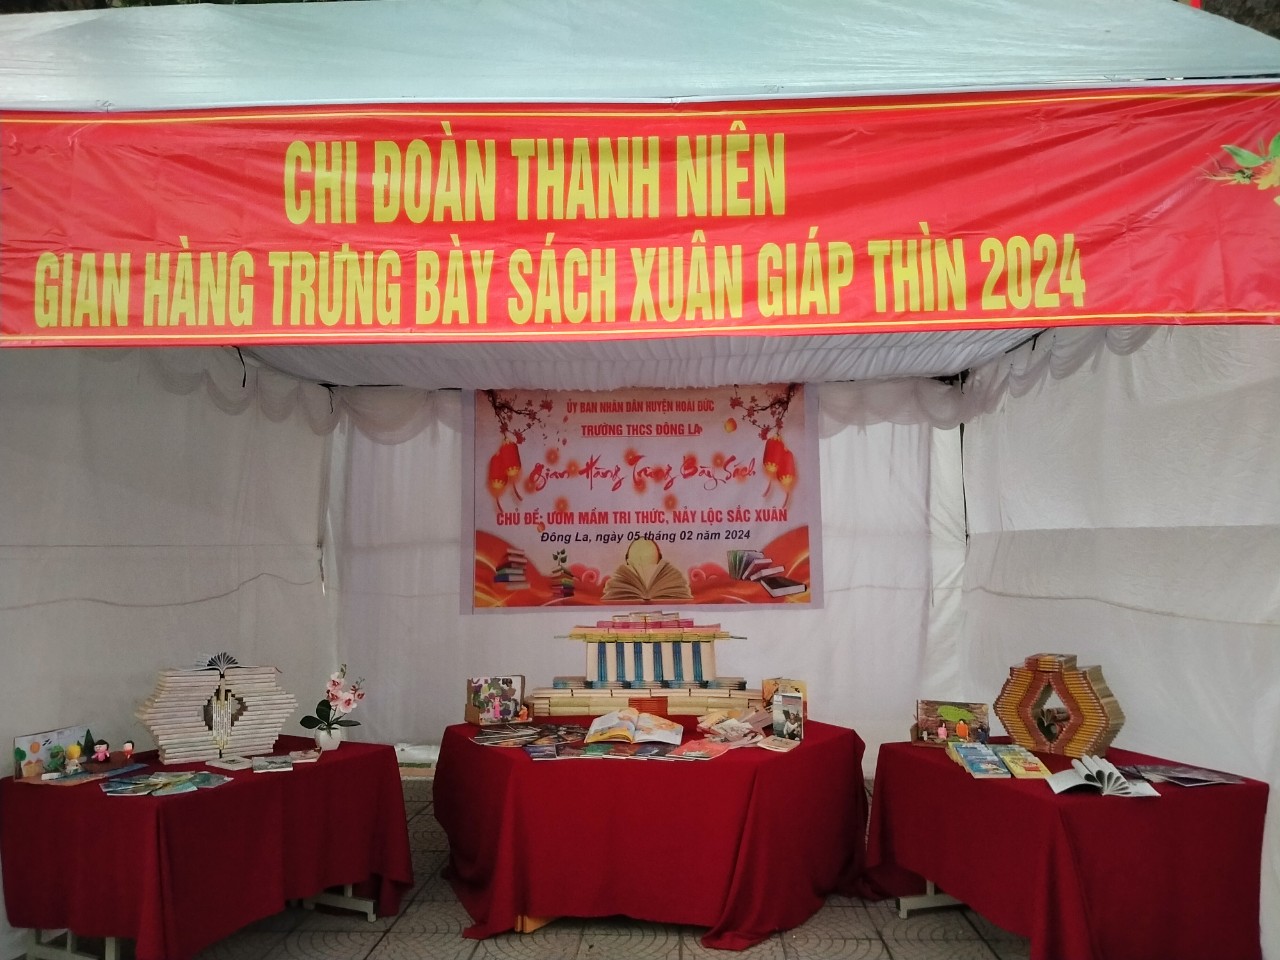 CHI ĐOÀN THANH NIÊN
GIAN HÀNG TRƯNG BÀY SÁCH XUÂN GIÁP THÌN 2024
ỦY BAN NHÂN DÂN HUYỆN HOÀI ĐỨC
TRƯỜNG THCS ĐÔNG LA
Gian Hàng Trưng Bày Sách
CHỦ ĐỀ: ƯƠM MẦM TRI THỨC, NẢY LỘC SẮC XUÂN
Đông La, ngày 05 tháng 02 năm 2024